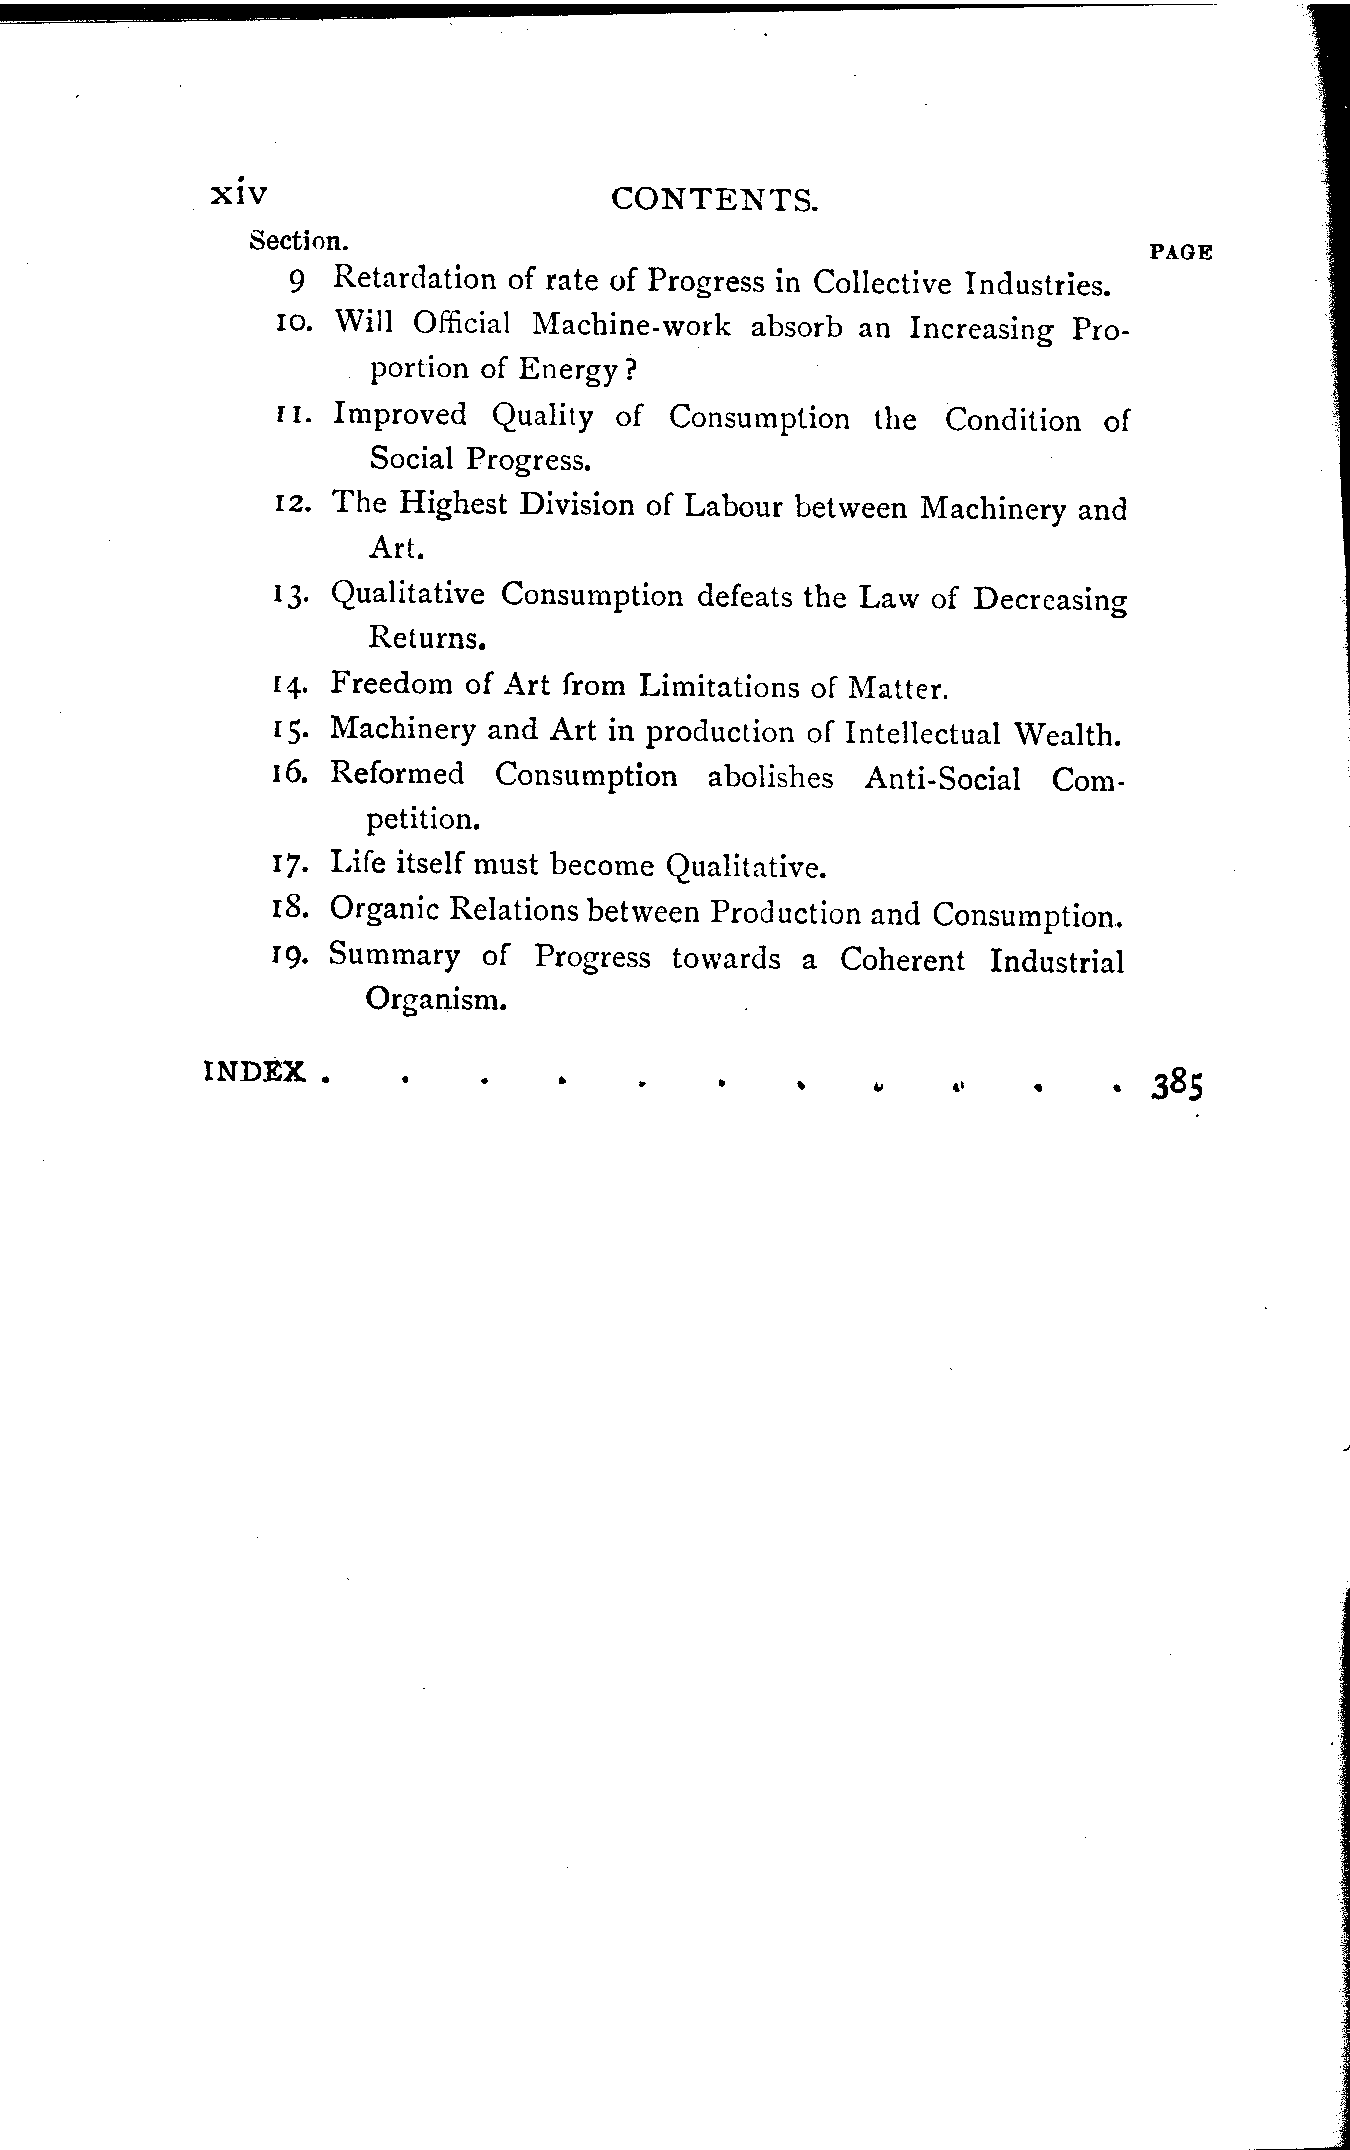 xiv CONTENTS.
Section. PAGE
9 Retardation of rate of Progress in Collective Industries.
10. Will Official Machine-work absorb an Increasing Pro-
portion of Energy?
11. Improved Quality of Consumption the Condition of
Social Progress.
12. The Highest Division of Labour between Machinery and
Art.
13. Qualitative Consumption defeats the Law of Decreasing
Returns.
14. Freedom of Art from Limitations of Matter.
15. Machinery and Art in production of Intellectual Wealth.
16. Reformed Consumption abolishes Anti-Social Com-
petition.
17. Life itself must become Qualitative.
18. Organic Relations between Production and Consumption.
19. Summary of Progress towards a Coherent Industrial
Organism.
INDEX . . . . . . . . . . . 385